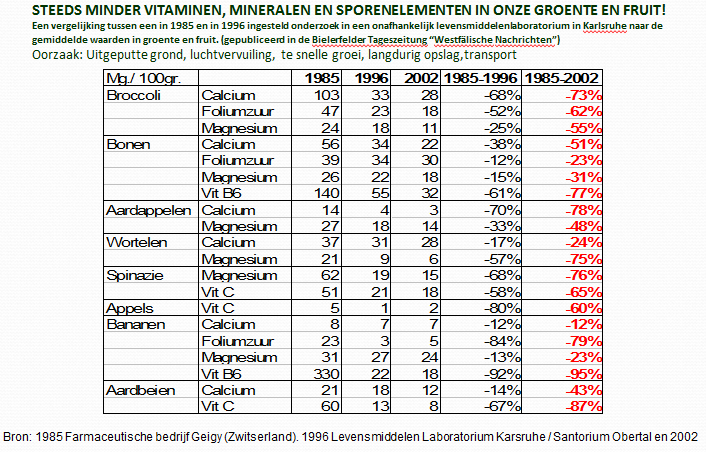 STEEDS MINDER VITAMINEN, MINERALEN EN SPORENELEMENTEN IN ONZE GROENTE EN FRUIT!
Een vergelijking tussen een in 1985 en in 1996 ingesteld onderzoek in een onafhankelijk levensmiddelenlaboratorium in Karlsruhe naar de
gemiddelde waarden in groente en fruit. (gepubliceerd in de Bielerfelder Tageszeitung “Westfälische Nachrichten”)
Oorzaak: Uitgeputte grond, luchtvervuiling, te snelle groei, langdurig opslag,transport
Mg./ 100gr. 1985 1996 2002 1985-1996 1985-2002
Broccoli Calcium 103 33 28 -68% -73%
Foliumzuur 47 23 18 -52% -62%
Magnesium 24 18 11 -25% -55%
Bonen Calcium 56 34 22 -38% -51%
Foliumzuur 39 34 30 -12% -23%
Magnesium 26 22 18 -15% -31%
Vit B6 140 55 32 -61% -77%
Aardappelen Calcium 14 4 3 -70% -78%
Magnesium 27 18 14 -33% -48%
Wortelen Calcium 37 31 28 -17% -24%
Magnesium 21 9 6 -57% -75%
Spinazie Magnesium 62 19 15 -68% -76%
Vit C 51 21 18 -58% -65%
Appels Vit C 5 1 2 -80% -60%
Bananen Calcium 8 7 7 -12% -12%
Foliumzuur 23 3 5 -84% -79%
Magnesium 31 27 24 -13% -23%
Vit B6 330 22 18 -92% -95%
Aardbeien Calcium 21 18 12 -14% -43%
Vit C 60 13 8 -67% -87%
Bron: 1985 Farmaceutische bedrijf Geigy (Zwitserland). 1996 Levensmiddelen Laboratorium Karsruhe / Santorium Obertal en 2002